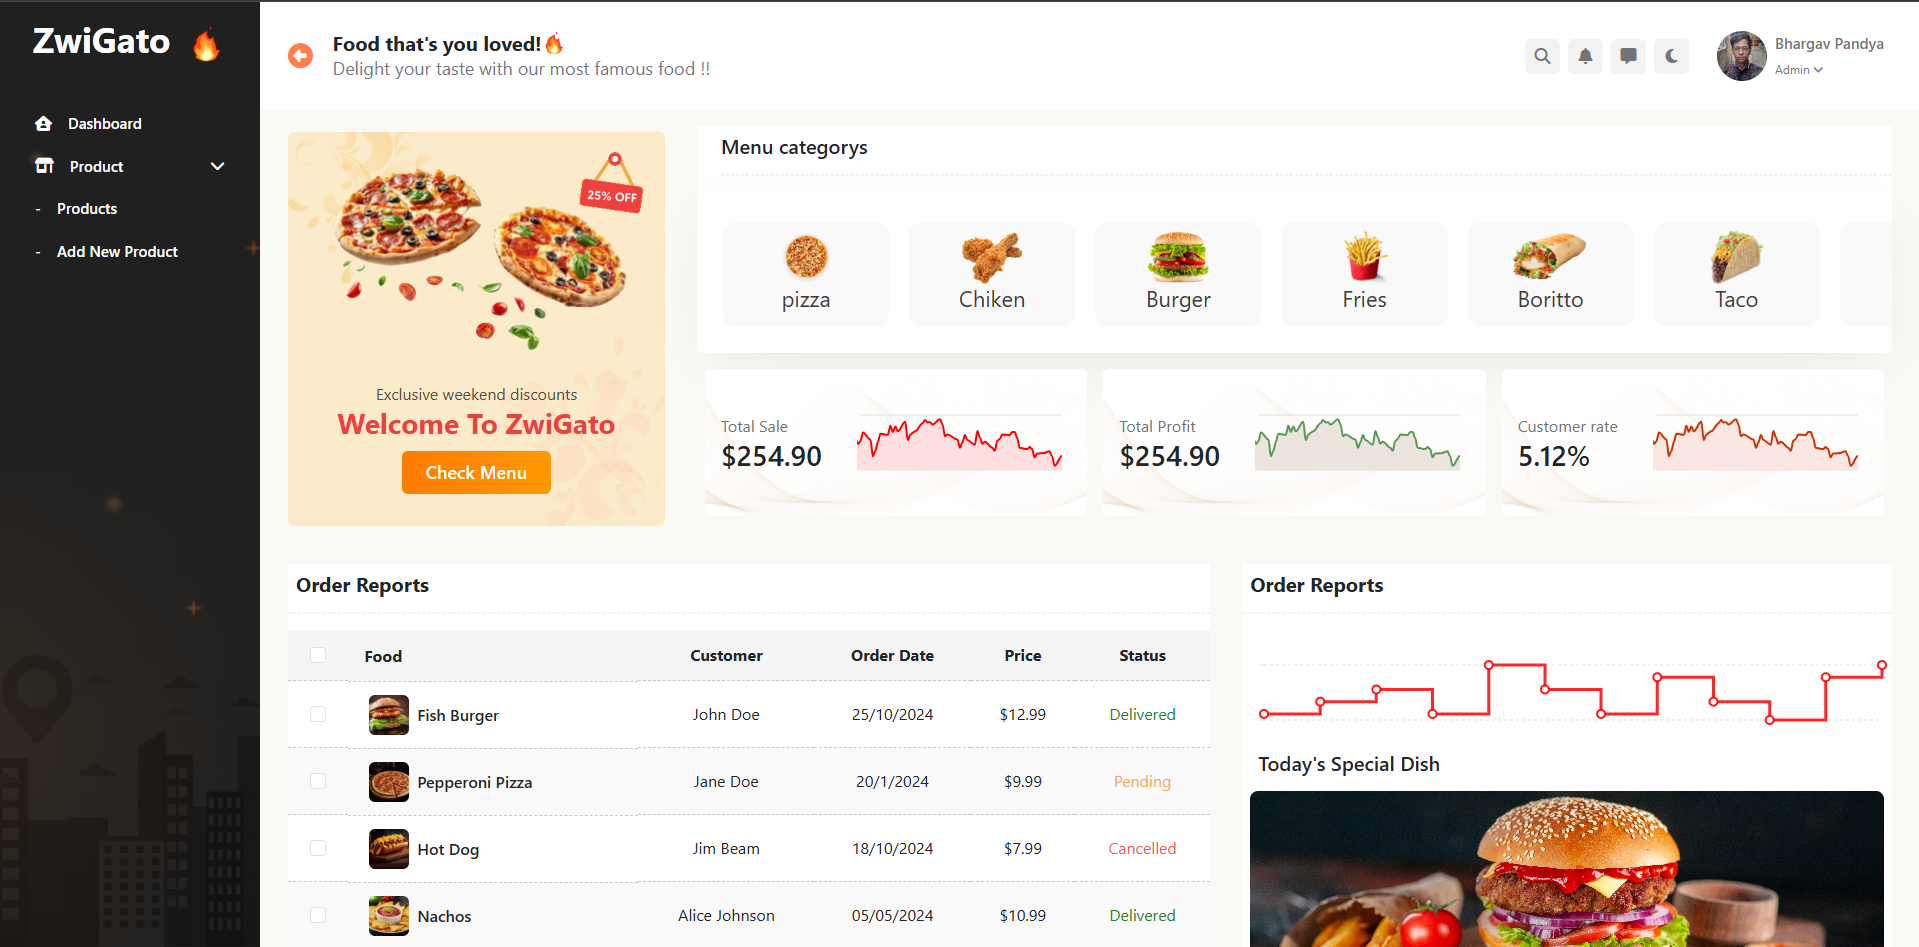 ZwiGato
Dashboard
Product
- Products
- Add New Product
Food that's you loved!
Delight your taste with our most famous food !!
Bhargav Pandya
Admin
25% OFF
Exclusive weekend discounts
Welcome To ZwiGato
Check Menu
Menu categorys
pizza
Chiken
Burger
Fries
Boritto
Taco
Total Sale
$254.90
Total Profit
$254.90
Customer rate
5.12%
Order Reports
Food Customer Order Date Price Status
Fish Burger John Doe 25/10/2024 $12.99 Delivered
Pepperoni Pizza Jane Doe 20/1/2024 $9.99 Pending
Hot Dog Jim Beam 18/10/2024 $7.99 Cancelled
Nachos Alice Johnson 05/05/2024 $10.99 Delivered
Order Reports
Today's Special Dish